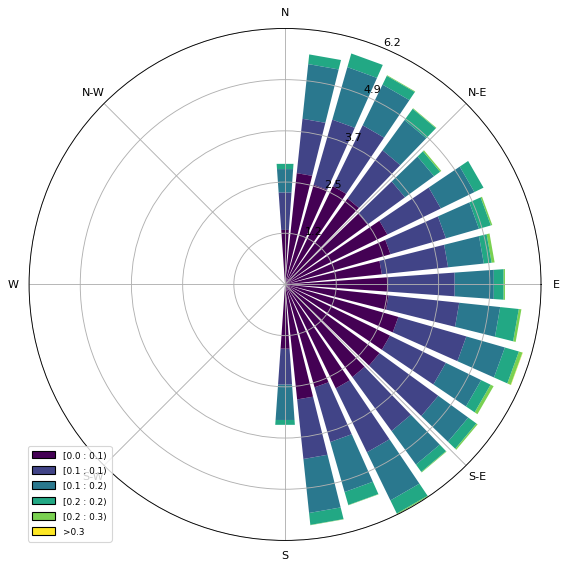 N
6.2
N-W
4.9
N-E
3.7
2.5
W
E
[0.0 : 0.1)
[0.1 : 0.1)
[0.1 : 0.2)
[0.2 : 0.2)
[0.2 : 0.3)
>0.3
S-W
S-E
S